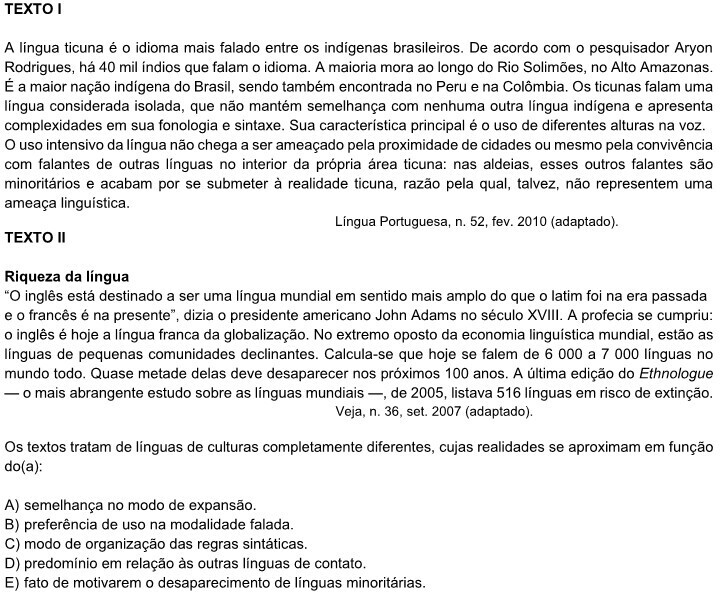 TEXTO I
A língua ticuna é o idioma mais falado entre os indígenas brasileiros. De acordo com o pesquisador Aryon
Rodrigues, há 40 mil índios que falam o idioma. A maioria mora ao longo do Rio Solimões, no Alto Amazonas.
É a maior nação indígena do Brasil, sendo também encontrada no Peru e na Colômbia. Os ticunas falam uma
língua considerada isolada, que não mantém semelhança com nenhuma outra língua indígena e apresenta
complexidades em sua fonologia e sintaxe. Sua característica principal é o uso de diferentes alturas na voz.
O uso intensivo da língua não chega a ser ameaçado pela proximidade de cidades ou mesmo pela convivência
com falantes de outras línguas no interior da própria área ticuna: nas aldeias, esses outros falantes são
minoritários e acabam por se submeter à realidade ticuna, razão pela qual, talvez, não representem uma
ameaça linguística.
Língua Portuguesa, n. 52, fev. 2010 (adaptado).
TEXTO II
Riqueza da língua
“O inglês está destinado a ser uma língua mundial em sentido mais amplo do que o latim foi na era passada
e o francês é na presente”, dizia o presidente americano John Adams no século XVIII. A profecia se cumpriu:
o inglês é hoje a língua franca da globalização. No extremo oposto da economia linguística mundial, estão as
línguas de pequenas comunidades declinantes. Calcula-se que hoje se falem de 6 000 a 7 000 línguas no
mundo todo. Quase metade delas deve desaparecer nos próximos 100 anos. A última edição do Ethnologue
— o mais abrangente estudo sobre as línguas mundiais —, de 2005, listava 516 línguas em risco de extinção.
Veja, n. 36, set. 2007 (adaptado).
Os textos tratam de línguas de culturas completamente diferentes, cujas realidades se aproximam em função
do(a):
A) semelhança no modo de expansão.
B) preferência de uso na modalidade falada.
C) modo de organização das regras sintáticas.
D) predomínio em relação às outras línguas de contato.
E) fato de motivarem o desaparecimento de línguas minoritárias.